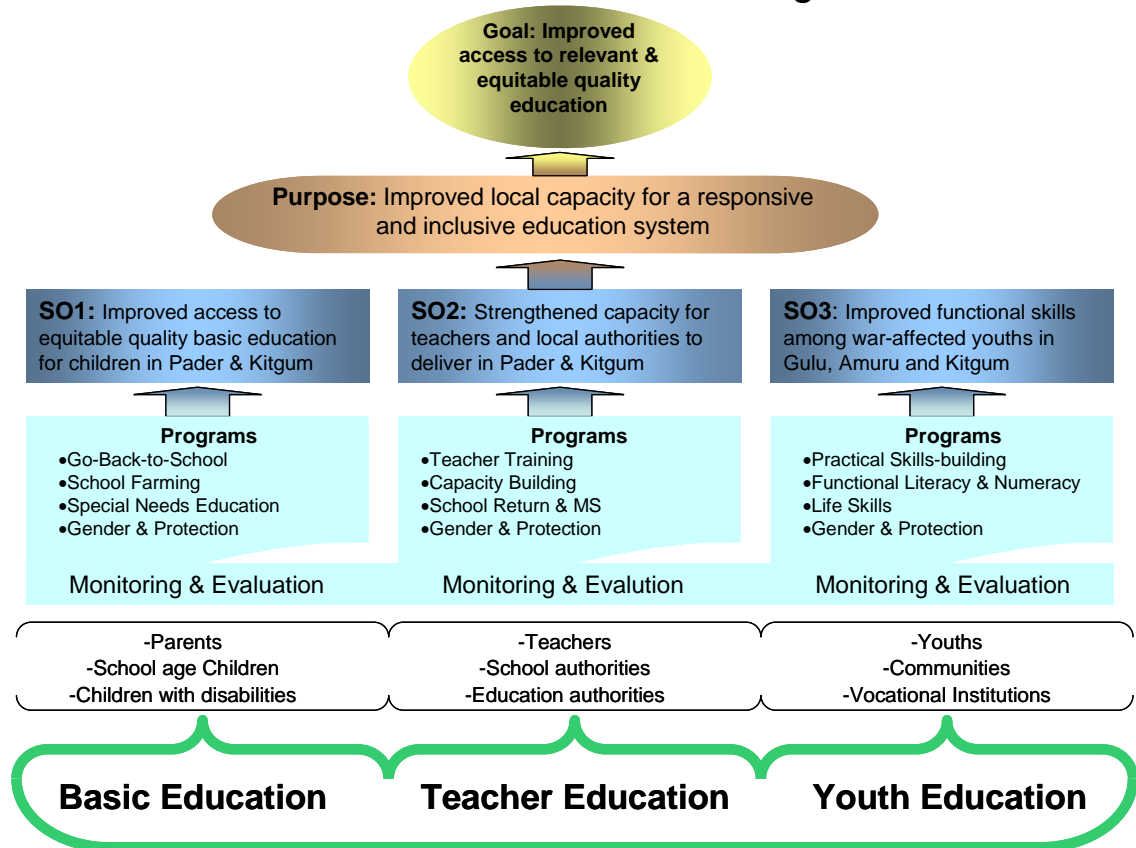 Goal: Improved
access to relevant &
equitable quality
education
Purpose: Improved local capacity for a responsive
and inclusive education system
SO1: Improved access to
equitable quality basic education
for children in Pader & Kitgum
SO2: Strengthened capacity for
teachers and local authorities to
deliver in Pader & Kitgum
SO3: Improved functional skills
among war-affected youths in
Gulu, Amuru and Kitgum
Programs
•Go-Back-to-School
•School Farming
•Special Needs Education
•Gender & Protection
Programs
•Teacher Training
•Capacity Building
•School Return & MS
•Gender & Protection
Programs
•Practical Skills-building
•Functional Literacy & Numeracy
•Life Skills
•Gender & Protection
Monitoring & Evaluation
Monitoring & Evalution
Monitoring & Evaluation
-Parents
-School age Children
-Children with disabilities
-Teachers
-School authorities
-Education authorities
-Youths
-Communities
-Vocational Institutions
Basic Education
Teacher Education
Youth Education